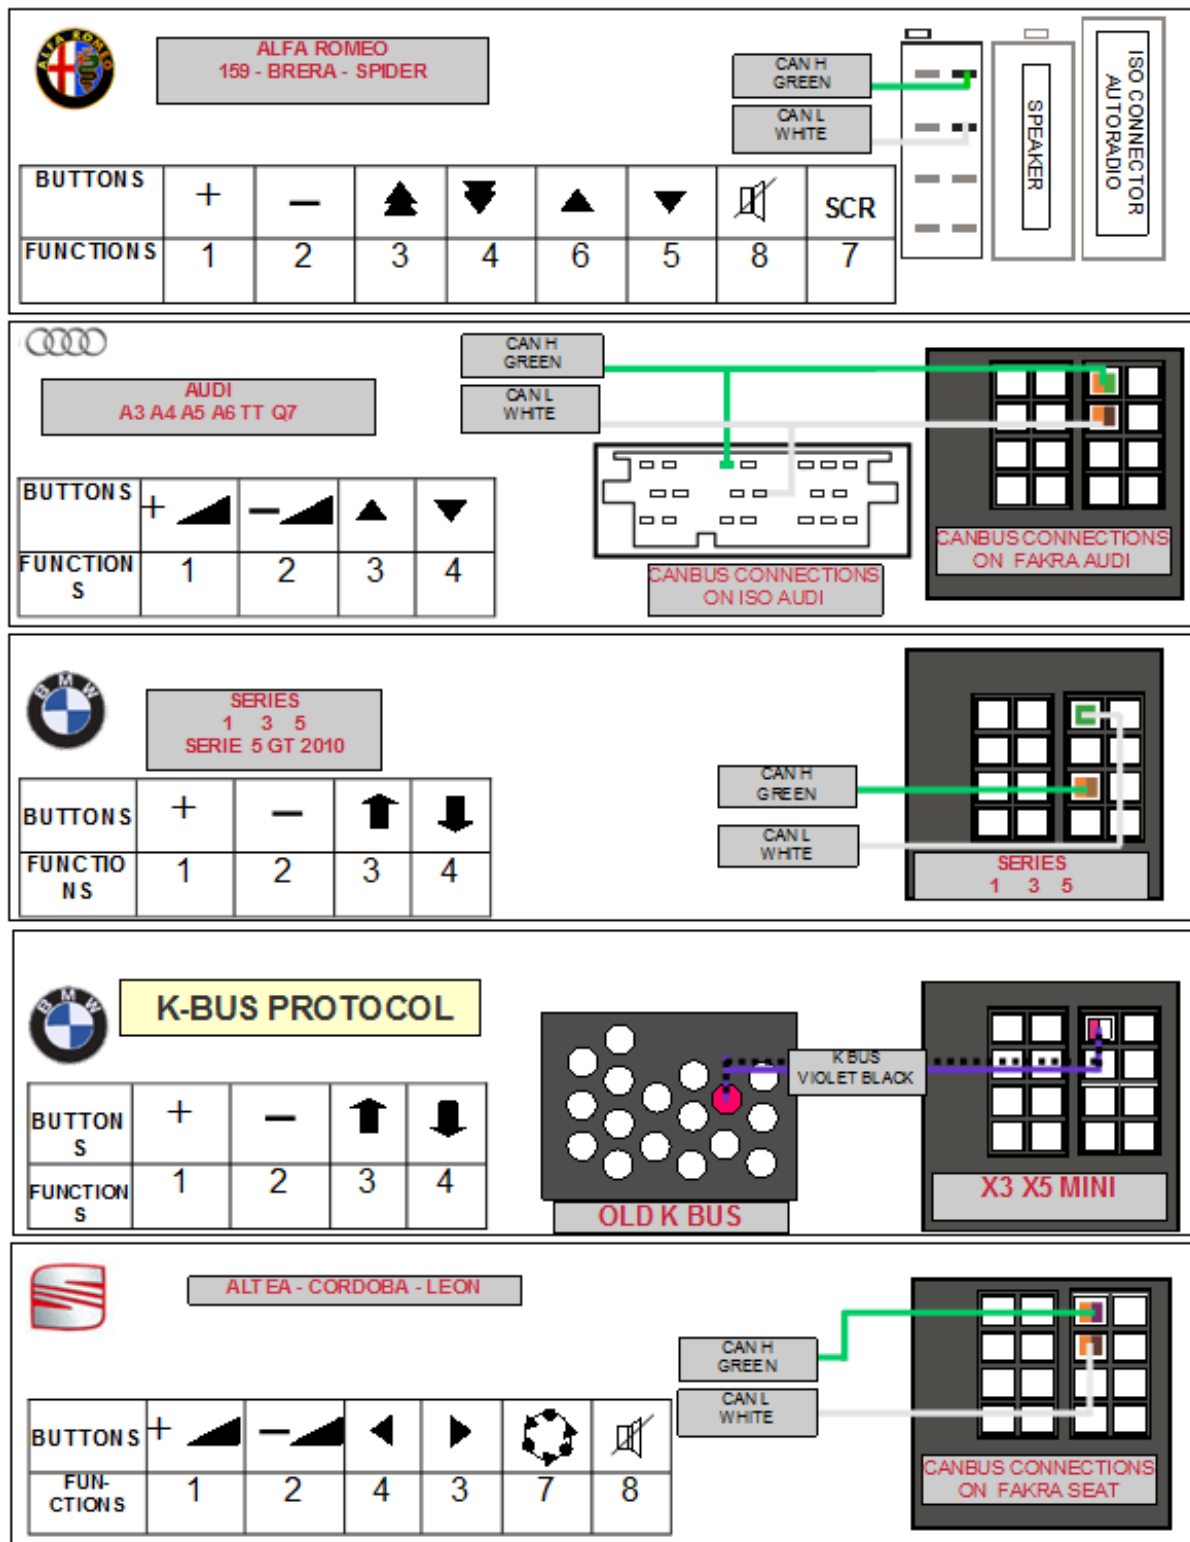 ALFA ROMEO
ALFA ROMEO
159 - BRERA - SPIDER
CAN H
GREEN
CAN L
WHITE
SPEAKER
ISO CONNECTOR
AUTORADIO
BUTTONS + — SCR
FUNCTIONS 1 2 3 4 6 5 8 7
AUDI
A3 A4 A5 A6 TT Q7
CAN H
GREEN
CAN L
WHITE
BUTTONS + —
FUNCTION
S
1 2 3 4
CANBUS CONNECTIONS
ON ISO AUDI
CANBUS CONNECTIONS
ON FAKRA AUDI
BMW
SERIES
1 3 5
SERIE 5 GT 2010
BUTTONS + —
FUNCTIO
NS
1 2 3 4
CAN H
GREEN
CAN L
WHITE
SERIES
1 3 5
BMW
K-BUS PROTOCOL
BUTTON
S
+ —
FUNCTION
S
1 2 3 4
K BUS
VIOLET BLACK
OLD K BUS
X3 X5 MINI
ALTEA - CORDOBA - LEON
CAN H
GREEN
CAN L
WHITE
BUTTONS + —
FUN-
CTIONS
1 2 4 3 7 8
CANBUS CONNECTIONS
ON FAKRA SEAT